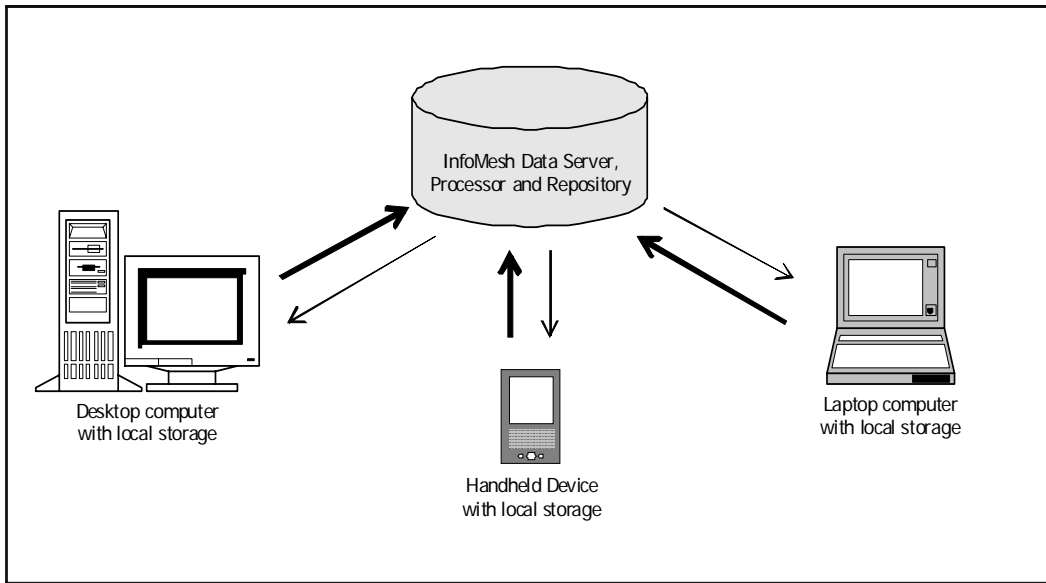 InfoMesh Data Server,
Processor and Repository
Desktop computer
with local storage
Handheld Device
with local storage
Laptop computer
with local storage